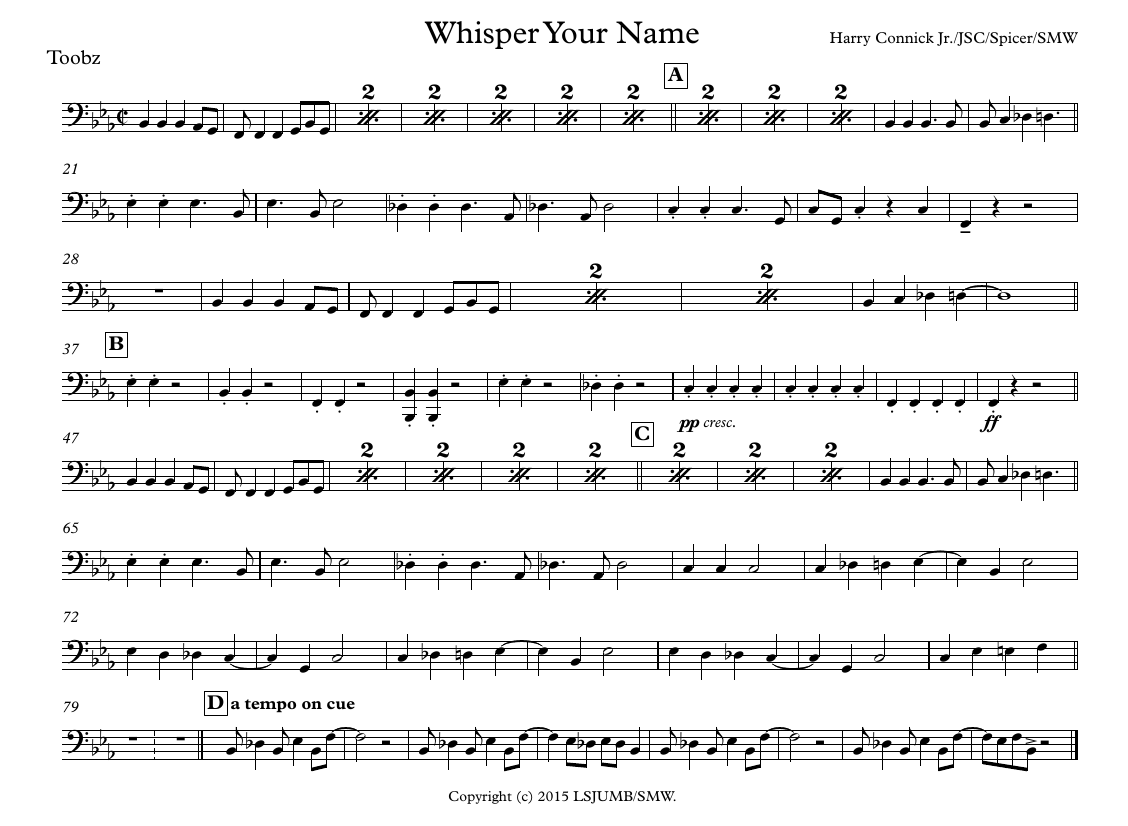 Whisper Your Name
Toobz
Harry Connick Jr./JSC/Spicer/SMW
A
2 2 2 2 2 2 2 2
21
28
2 2
37
B
pp cresc. ff
47
C
2 2 2 2 2 2 2
65
72
79
D a tempo on cue
Copyright (c) 2015 LSJUMB/SMW.